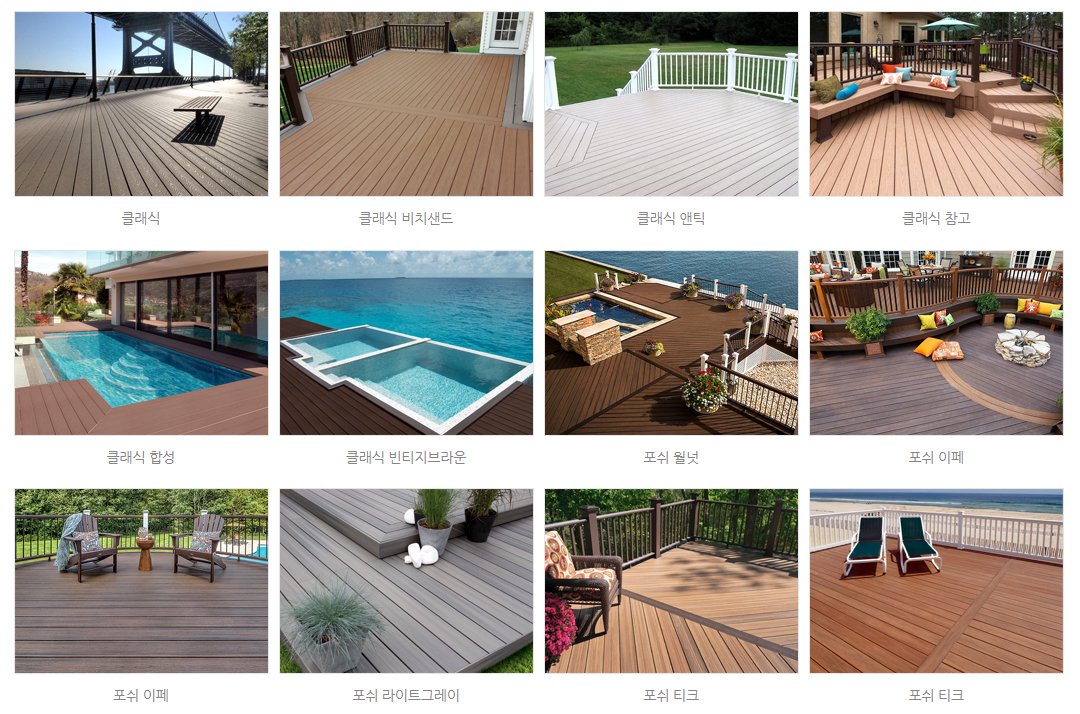 클래식
클래식 비치샌드
클래식 앤틱
클래식 참고
클래식 합성
클래식 빈티지브라운
포쉬 월넛
포쉬 이페
포쉬 이페
포쉬 라이트그레이
포쉬 티크
포쉬 티크